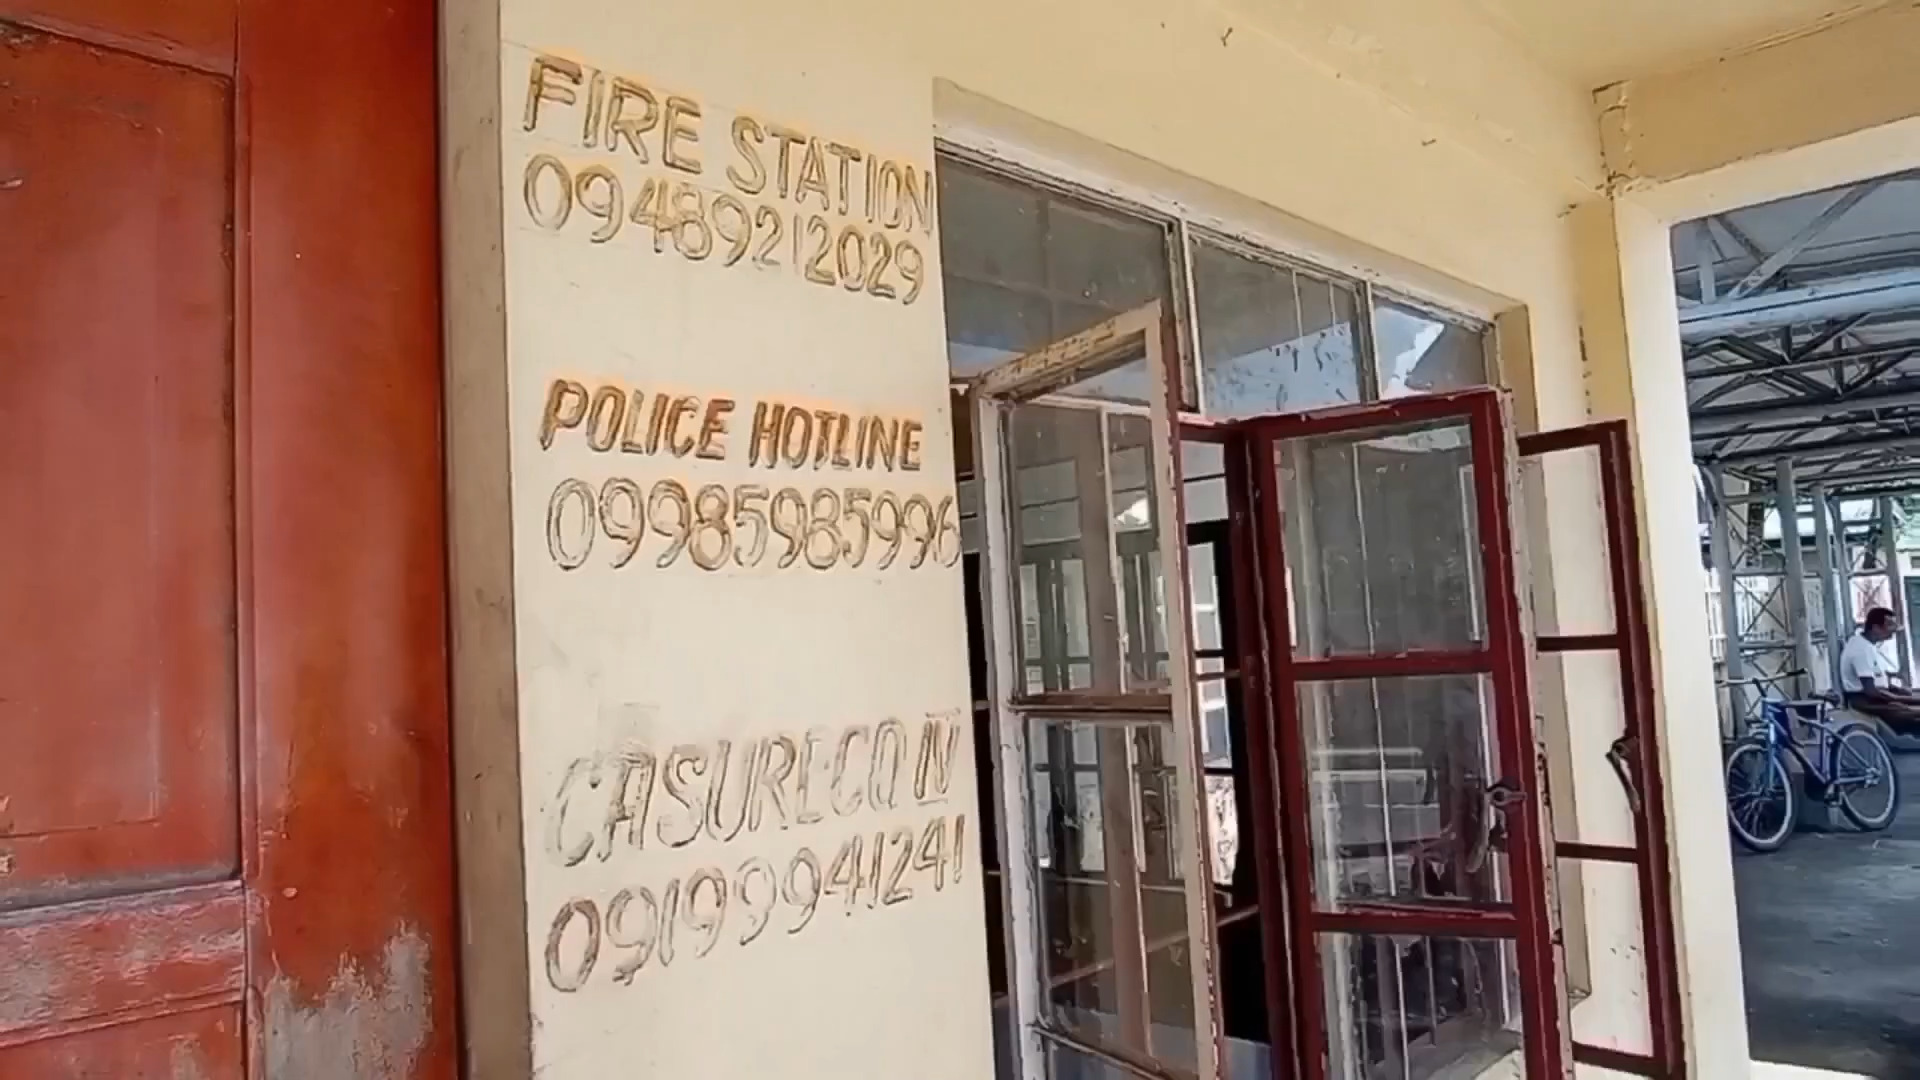 FIRE STATION
09489212029
POLICE HOTLINE
09985985996
CASURECO IV
09199941241